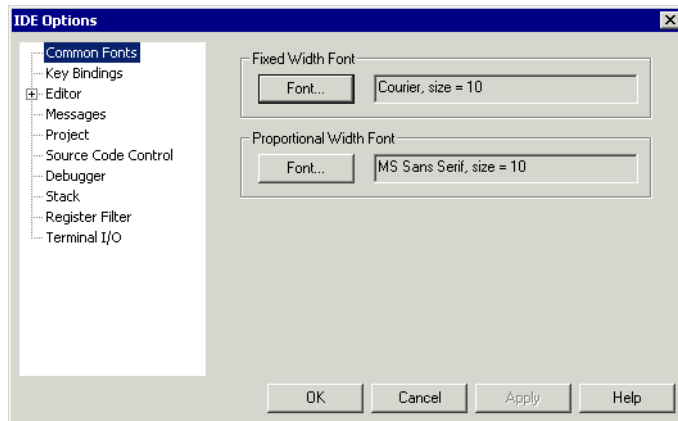 IDE Options
Common Fonts
Key Bindings
Editor
Messages
Project
Source Code Control
Debugger
Stack
Register Filter
Terminal I/O
Fixed Width Font
Font... Courier, size = 10
Proportional Width Font
Font... MS Sans Serif, size = 10
OK Cancel Apply Help